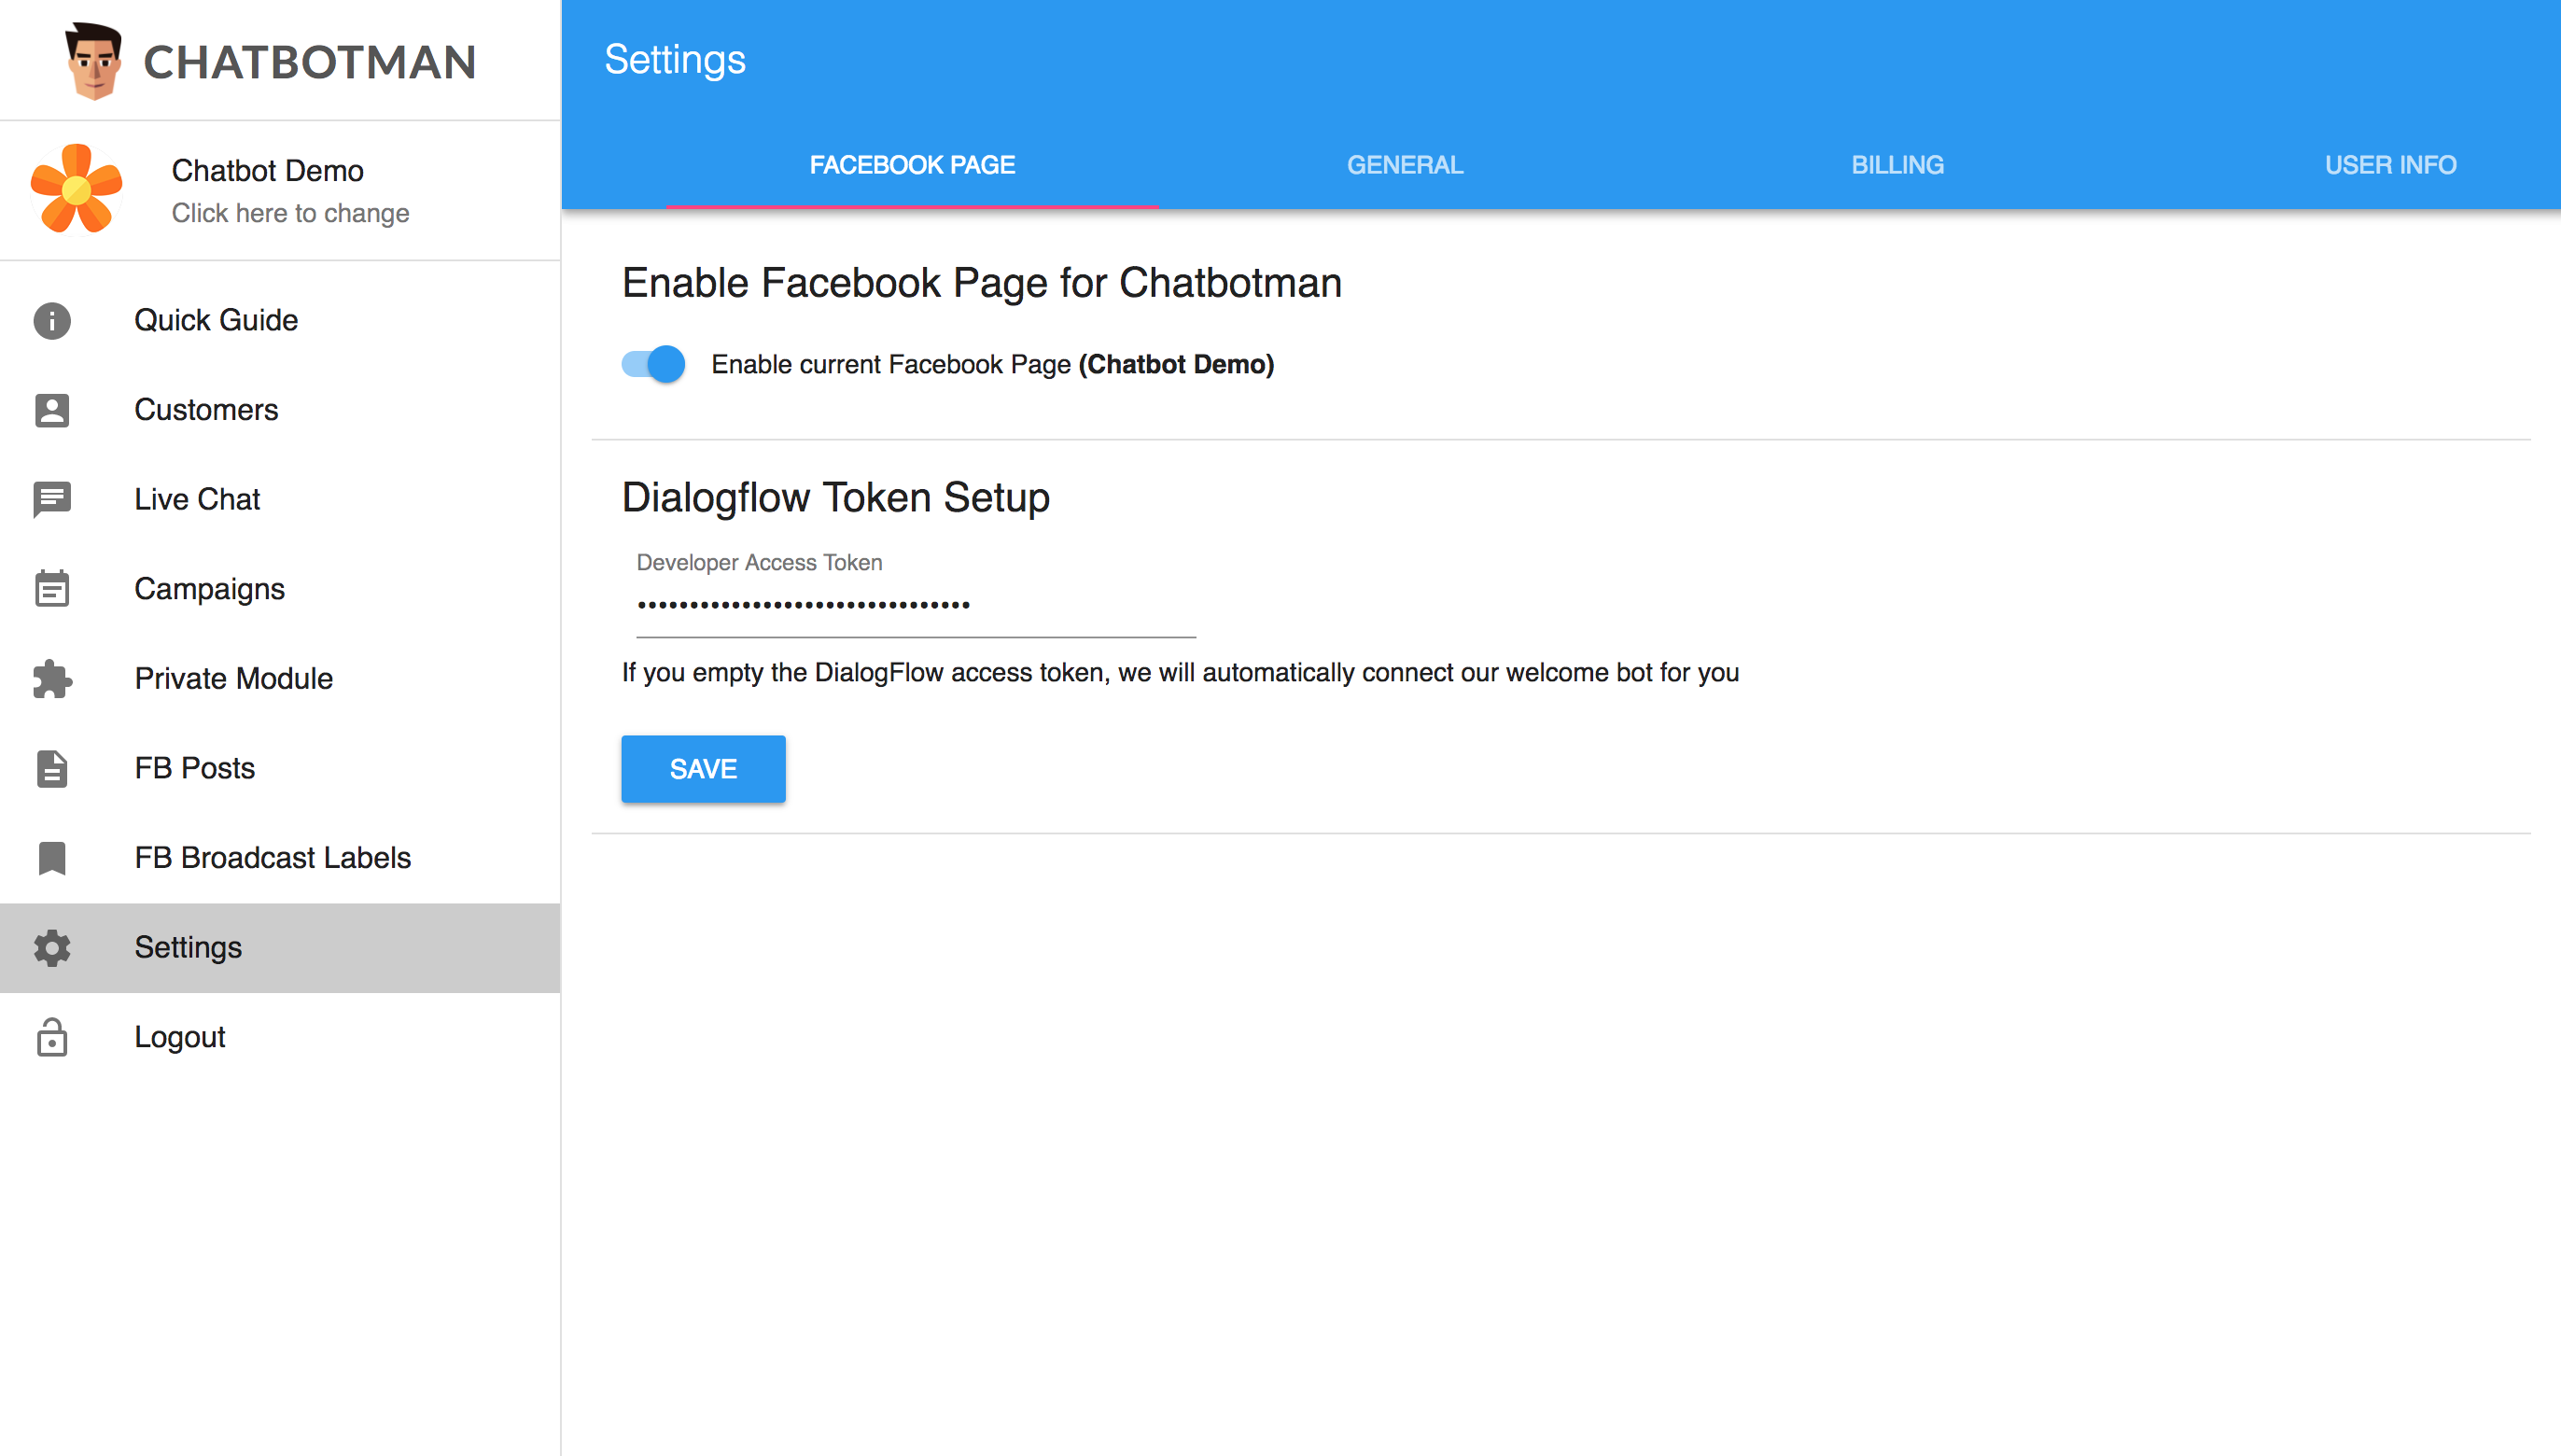 CHATBOTMAN
Chatbot Demo
Click here to change
Quick Guide
Customers
Live Chat
Campaigns
Private Module
FB Posts
FB Broadcast Labels
Settings
Logout
Settings
FACEBOOK PAGE GENERAL BILLING USER INFO
Enable Facebook Page for Chatbotman
Enable current Facebook Page (Chatbot Demo)
Dialogflow Token Setup
Developer Access Token
••••••••••••••••••••••••••••••••
If you empty the DialogFlow access token, we will automatically connect our welcome bot for you
SAVE